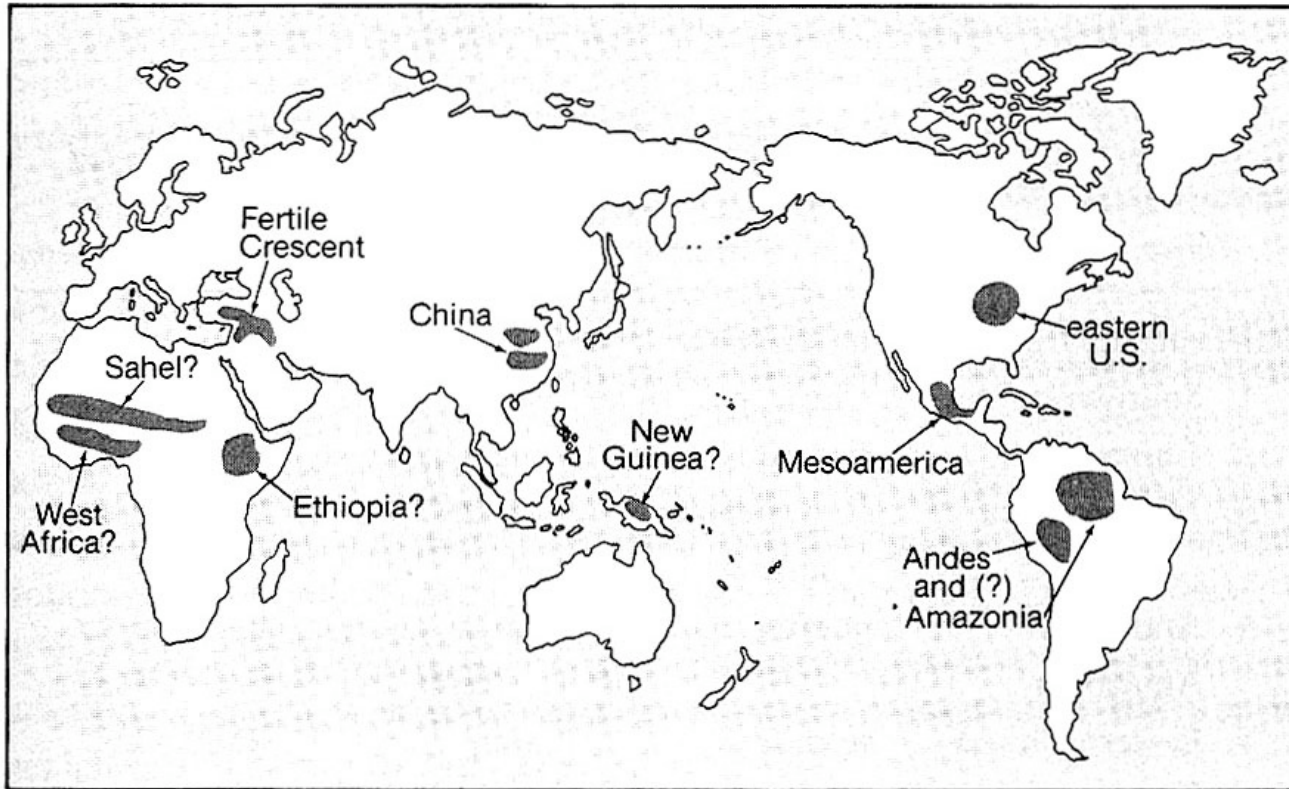 Fertile
Crescent
China
Sahel?
eastern
U.S.
New
Guinea?
Mesoamerica
West
Africa?
Ethiopia?
Andes
and (?)
Amazonia